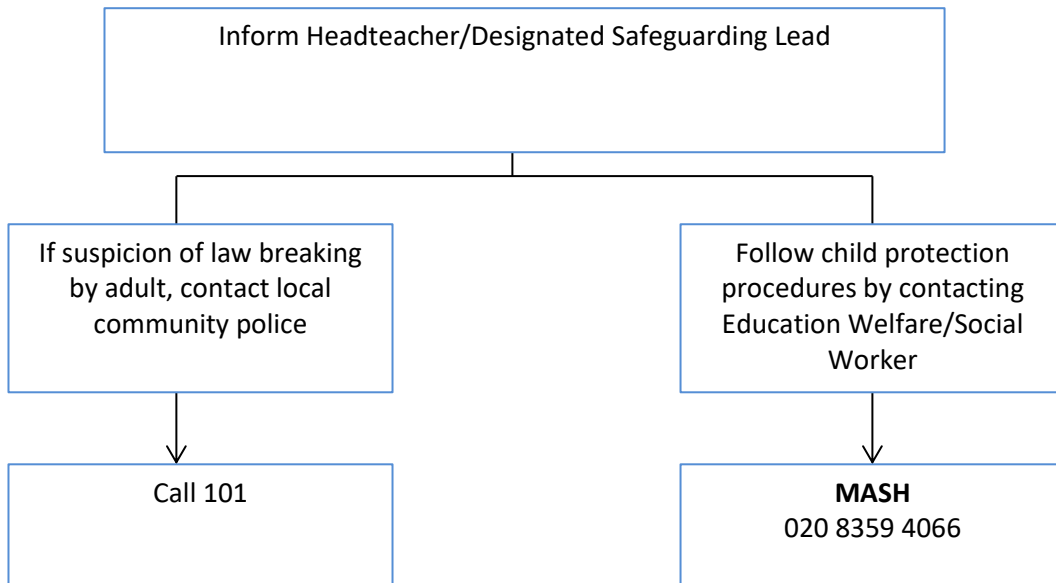 Inform Headteacher/Designated Safeguarding Lead
If suspicion of law breaking
by adult, contact local
community police
Follow child protection
procedures by contacting
Education Welfare/Social
Worker
Call 101
MASH
020 8359 4066